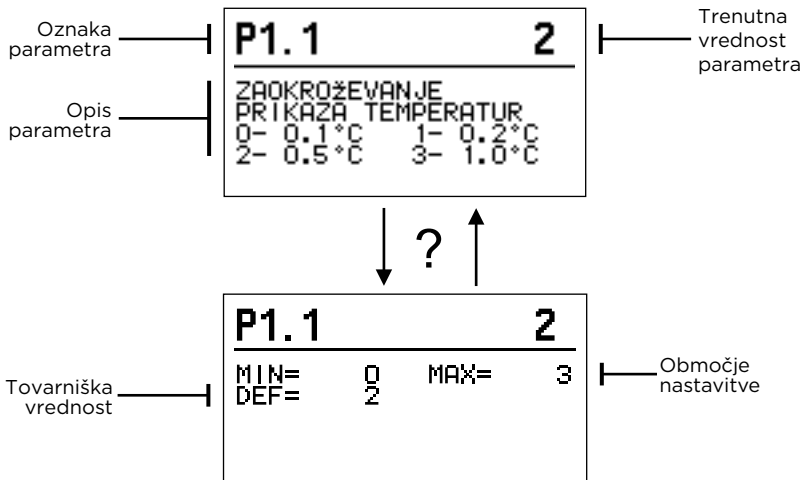 Oznaka
parametra
P1.1 2
Trenutna
vrednost
parametra
Opis
parametra
ZAOKROžEVANJE
PRIKAZA TEMPERATUR
0- 0.1°C 1- 0.2°C
2- 0.5°C 3- 1.0°C
?
P1.1 2
Tovarniška
vrednost
MIN= 0 MAX= 3
DEF= 2
Območje
nastavitve